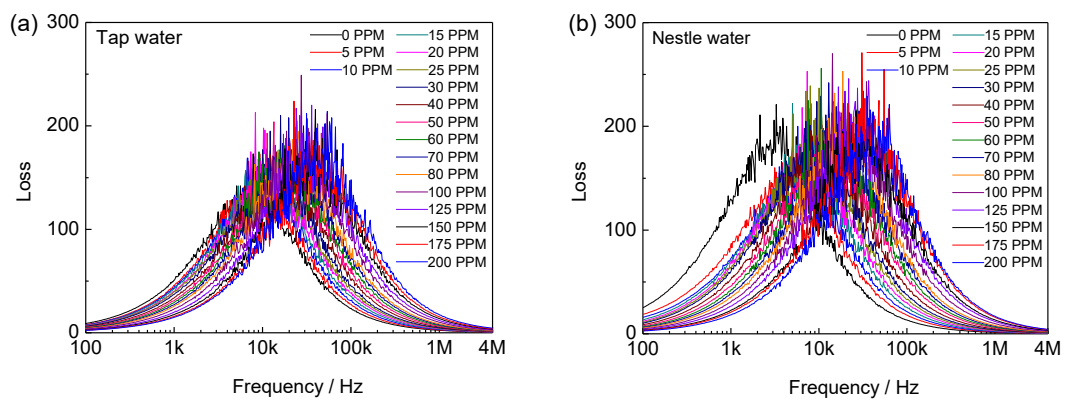 (a)
Tap water
0 PPM
5 PPM
10 PPM
15 PPM
20 PPM
25 PPM
30 PPM
40 PPM
50 PPM
60 PPM
70 PPM
80 PPM
100 PPM
125 PPM
150 PPM
175 PPM
200 PPM
Loss
300
200
100
0
100
1k
10k
100k
1M
4M
Frequency / Hz
(b)
Nestle water
0 PPM
5 PPM
10 PPM
15 PPM
20 PPM
25 PPM
30 PPM
40 PPM
50 PPM
60 PPM
70 PPM
80 PPM
100 PPM
125 PPM
150 PPM
175 PPM
200 PPM
Loss
300
200
100
0
100
1k
10k
100k
1M
4M
Frequency / Hz